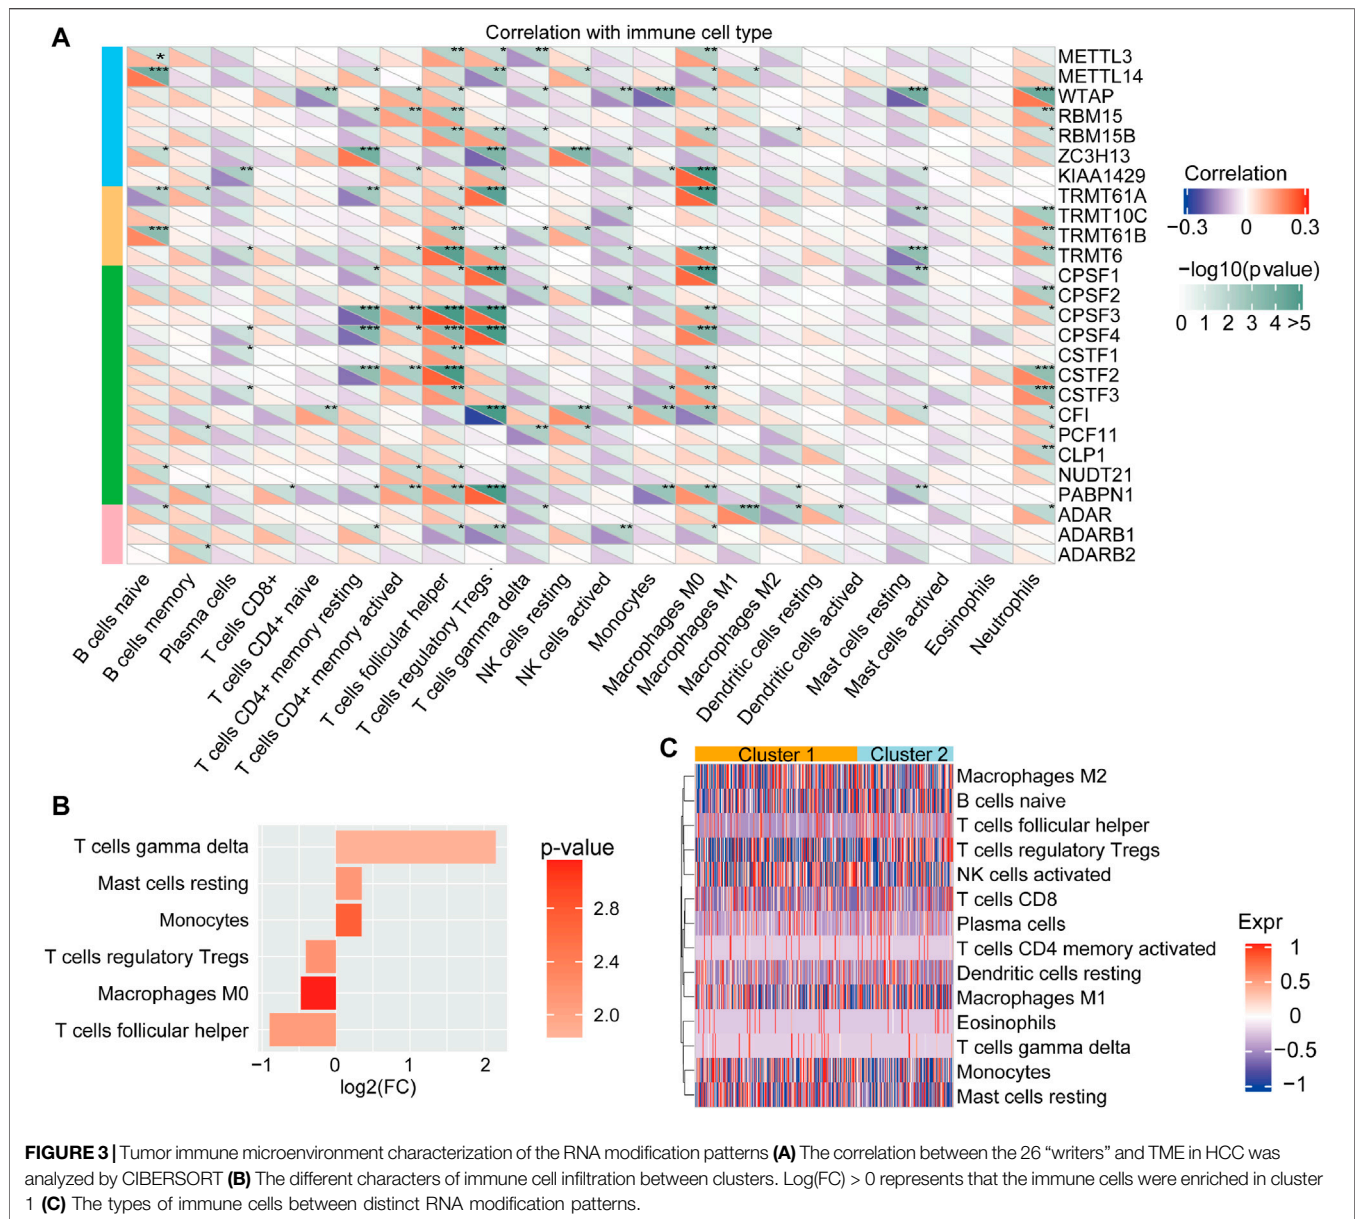 A
Correlation with immune cell type
METTL3
METTL14
WTAP
RBM15
RBM15B
ZC3H13
KIAA1429
TRMT61A
TRMT10C
TRMT61B
TRMT6
CPSF1
CPSF2
CPSF3
CPSF4
CSTF1
CSTF2
CSTF3
CFI
PCF11
CLP1
NUDT21
PABPN1
ADAR
ADARB1
ADARB2
Correlation
−0.3 0 0.3
−log10(pvalue)
0 1 2 3 4 >5
B cells naive
B cells memory
Plasma cells
T cells CD8+
T cells CD4+ naive
T cells CD4+ memory resting
T cells CD4+ memory actived
T cells follicular helper
T cells regulatory Tregs
T cells gamma delta
NK cells resting
NK cells actived
Monocytes
Macrophages M0
Macrophages M1
Macrophages M2
Dendritic cells resting
Dendritic cells actived
Mast cells resting
Mast cells actived
Eosinophils
Neutrophils
B
T cells gamma delta
Mast cells resting
Monocytes
T cells regulatory Tregs
Macrophages M0
T cells follicular helper
−1 0 1 2
log2(FC)
p-value
2.8
2.4
2.0
C
Cluster 1 Cluster 2
Macrophages M2
B cells naive
T cells follicular helper
T cells regulatory Tregs
NK cells activated
T cells CD8
Plasma cells
T cells CD4 memory activated
Dendritic cells resting
Macrophages M1
Eosinophils
T cells gamma delta
Monocytes
Mast cells resting
Expr
1
0.5
0
−0.5
−1
FIGURE 3 | Tumor immune microenvironment characterization of the RNA modification patterns (A) The correlation between the 26 “writers” and TME in HCC was
analyzed by CIBERSORT (B) The different characters of immune cell infiltration between clusters. Log(FC) > 0 represents that the immune cells were enriched in cluster
1 (C) The types of immune cells between distinct RNA modification patterns.